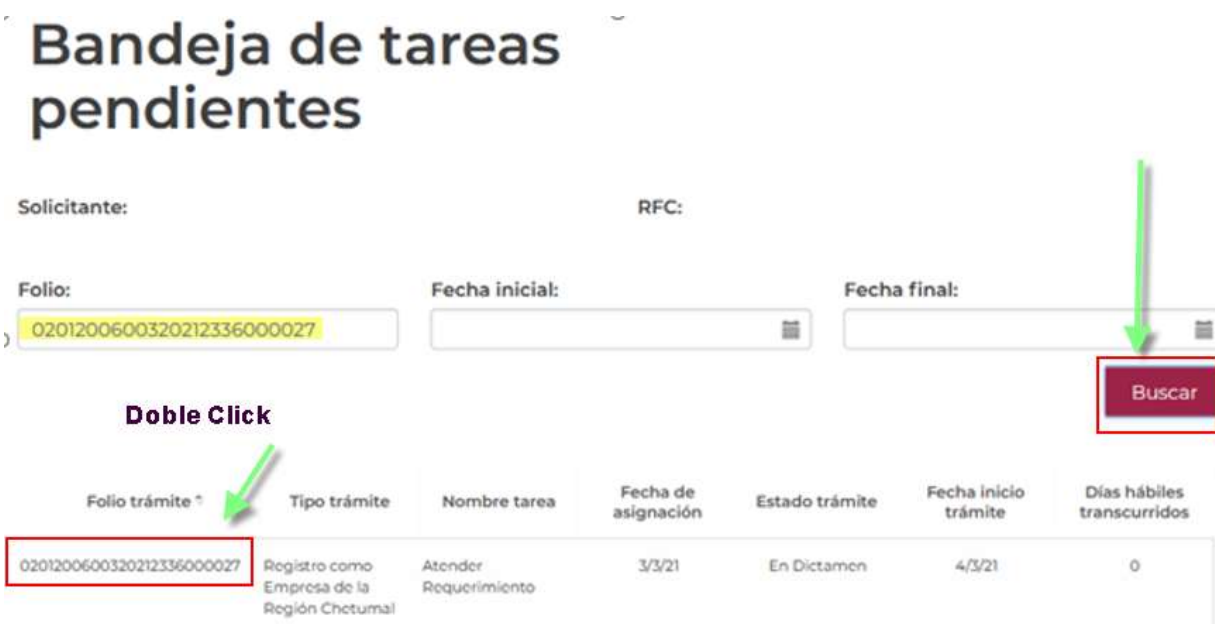 Bandeja de tareas
pendientes
Solicitante: RFC:
Folio: Fecha inicial: Fecha final:
0201200600320212336000027
Buscar
Doble Click
Folio trámite Tipo trámite Nombre tarea Fecha de asignación Estado trámite Fecha inicio trámite Días hábiles transcurridos
0201200600320212336000027 Registro como Atender 3/3/21 En Dictamen 4/3/21 0
Empresa de la Requerimiento
Región Chetumal